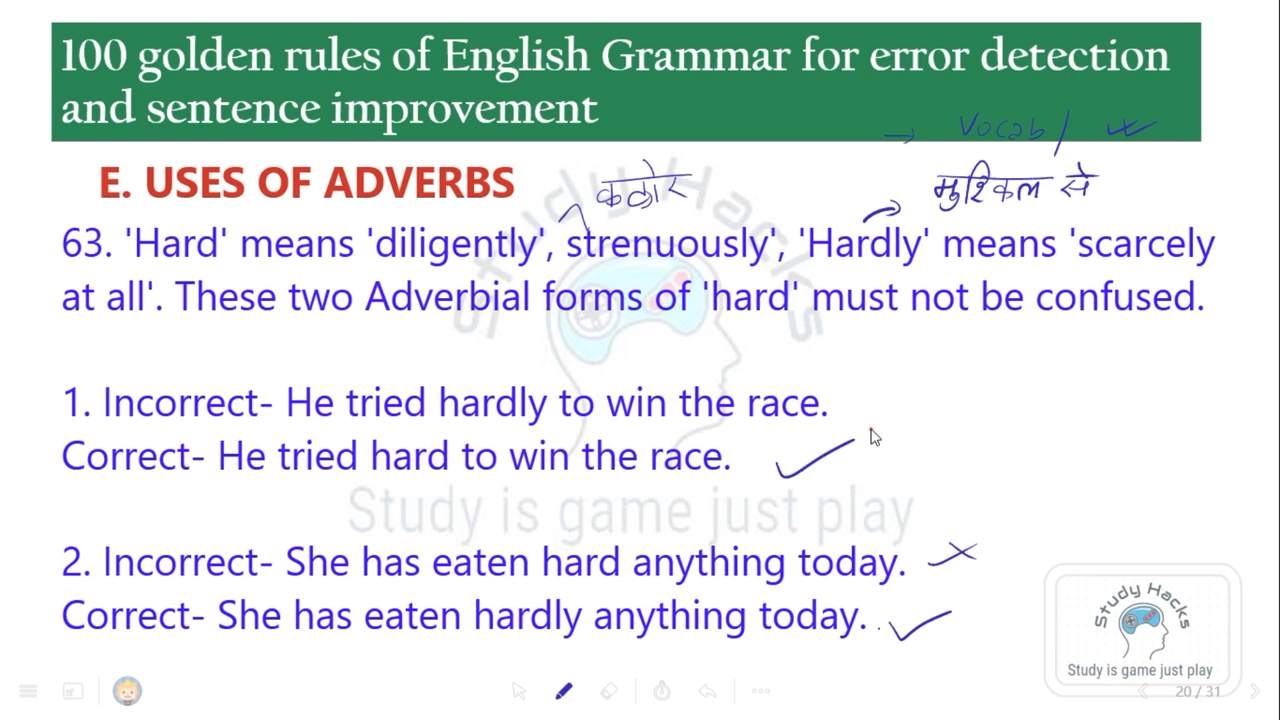 100 golden rules of English Grammar for error detection
and sentence improvement
→ Vocab /
E. USES OF ADVERBS
कठोर
मुश्किल से
63. 'Hard' means 'diligently', strenuously', 'Hardly' means 'scarcely
at all'. These two Adverbial forms of 'hard' must not be confused.
1. Incorrect- He tried hardly to win the race.
Correct- He tried hard to win the race.
Study is game just play
2. Incorrect- She has eaten hard anything today.
Correct- She has eaten hardly anything today.
Study Hacks
Study Hacks
Study is game just play
20 / 31